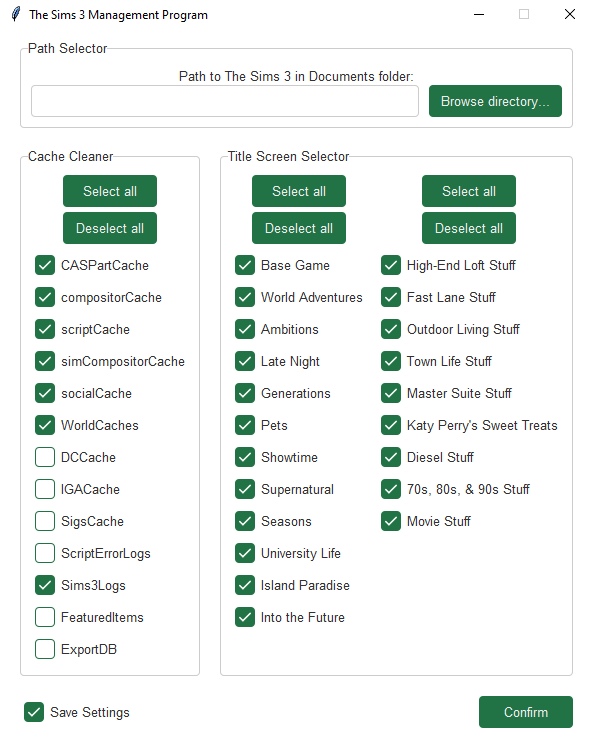 The Sims 3 Management Program
Path Selector
Path to The Sims 3 in Documents folder:
Browse directory...
Cache Cleaner
Select all
Deselect all
CASPartCache
compositorCache
scriptCache
simCompositorCache
socialCache
WorldCaches
DCCache
IGACache
SigsCache
ScriptErrorLogs
Sims3Logs
FeaturedItems
ExportDB
Title Screen Selector
Select all
Deselect all
Base Game
World Adventures
Ambitions
Late Night
Generations
Pets
Showtime
Supernatural
Seasons
University Life
Island Paradise
Into the Future
Select all
Deselect all
High-End Loft Stuff
Fast Lane Stuff
Outdoor Living Stuff
Town Life Stuff
Master Suite Stuff
Katy Perry's Sweet Treats
Diesel Stuff
70s, 80s, & 90s Stuff
Movie Stuff
Save Settings
Confirm